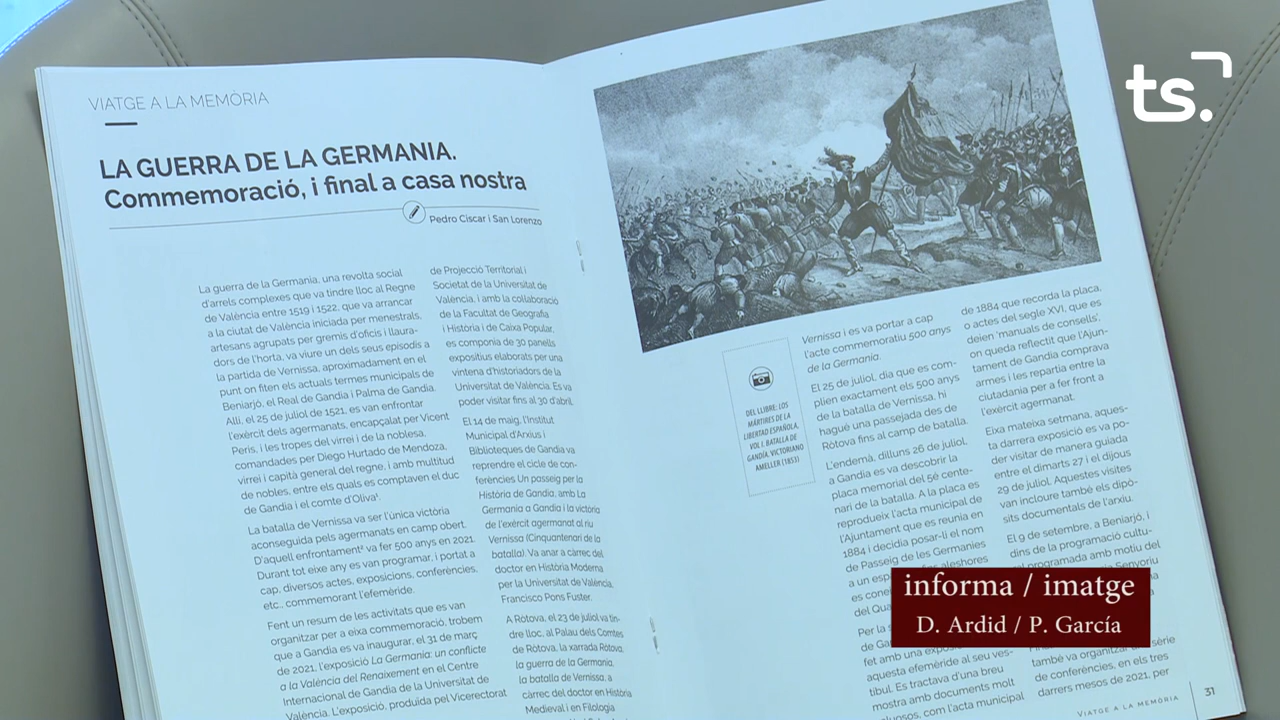 VIATGE A LA MEMÒRIA
LA GUERRA DE LA GERMANIA.
Commemoració, i final a casa nostra
Pedro Ciscar i San Lorenzo
La guerra de la Germania, una revolta social
d'arrels complexes que va tindre lloc al Regne
de València entre 1519 i 1522, que va arrancar
a la ciutat de València iniciada per menestrals,
artesans agrupats per gremis d'oficis i llaura-
dors de l'horta, va viure un dels seus episodis a
la partida de Vernissa, aproximadament en el
punt on fiten els actuals termes municipals de
Beniarjó, el Real de Gandia i Palma de Gandia.
Allí, el 25 de juliol de 1521, es van enfrontar
l'exèrcit dels agermanats, encapçalat per Vicent
Peris, i les tropes del virrei i de la noblesa,
comandades per Diego Hurtado de Mendoza,
virrei i capità general del regne, i amb multitud
de nobles, entre els quals es comptaven el duc
de Gandia i el comte d'Oliva¹.
La batalla de Vernissa va ser l'única victòria
aconseguida pels agermanats en camp obert.
D'aquell enfrontament² va fer 500 anys en 2021.
Durant tot eixe any es van programar, i portat a
cap, diversos actes, exposicions, conferències,
etc., commemorant l'efemèride.
Fent un resum de les activitats que es van
organitzar per a eixa commemoració, trobem
que a Gandia es va inaugurar, el 31 de març
de 2021, l'exposició La Germania: un conflicte
a la València del Renaixement en el Centre
Internacional de Gandia de la Universitat de
València. L'exposició, produïda pel Vicerectorat
de Projecció Territorial i
Societat de la Universitat de
València, i amb la col·laboració
de la Facultat de Geografia
i Història i de Caixa Popular,
es componia de 30 panells
expositius elaborats per una
vintena d'historiadors de la
Universitat de València. Es va
poder visitar fins al 30 d'abril.
El 14 de maig, l'Institut
Municipal d'Arxius i
Biblioteques de Gandia va
reprendre el cicle de con-
ferències Un passeig per la
Història de Gandia, amb La
Germania a Gandia i la victòria
de l'exèrcit agermanat al riu
Vernissa (Cinquantenari de la
batalla). Va anar a càrrec del
doctor en Història Moderna
per la Universitat de València,
Francisco Pons Fuster.
A Ròtova, el 23 de juliol va tin-
dre lloc, al Palau dels Comtes
de Ròtova, la xarrada Ròtova,
la guerra de la Germania,
la batalla de Vernissa, a
càrrec del doctor en Història
Medieval i en Filologia
DEL LLIBRE: LOS
MÁRTIRES DE LA
LIBERTAD ESPAÑOLA,
VOL I. BATALLA DE
GANDÍA. VICTORIANO
AMELLER (1853)
Vernissa i es va portar a cap
l'acte commemoratiu 500 anys
de la Germania.
El 25 de juliol, dia que es com-
plien exactament els 500 anys
de la batalla de Vernissa, hi
hagué una passejada des de
Ròtova fins al camp de batalla.
L'endemà, dilluns 26 de juliol,
a Gandia es va descobrir la
placa memorial del 5é cente-
nari de la batalla. A la placa es
reprodueix l'acta municipal de
l'Ajuntament que es reunia en
1884 i decidia posar-li el nom
de Passeig de les Germanies
a un esp fins aleshores
es cone
del Qua
Per la s
de Ga
fet amb una expos
aquesta efemèride al seu ves-
tíbul. Es tractava d'una breu
mostra amb documents molt
valuosos, com l'acta municipal
de 1884 que recorda la placa,
o actes del segle XVI, que es
deien 'manuals de consells',
on queda reflectit que l'Ajun-
tament de Gandia comprava
armes i les repartia entre la
ciutadania per a fer front a
l'exèrcit agermanat.
Eixa mateixa setmana, aques-
ta darrera exposició es va po-
der visitar de manera guiada
entre el dimarts 27 i el dijous
29 de juliol. Aquestes visites
van incloure també els dipò-
sits documentals de l'arxiu.
El 9 de setembre, a Beniarjó, i
dins de la programació cultu-
ral programada amb motiu del
Senyoriu
també va organitzar sèrie
de conferències, en els tres
darrers mesos de 2021, per
VIATGE A LA MEMÒRIA
31
ts.
informa / imatge
D. Ardid / P. García